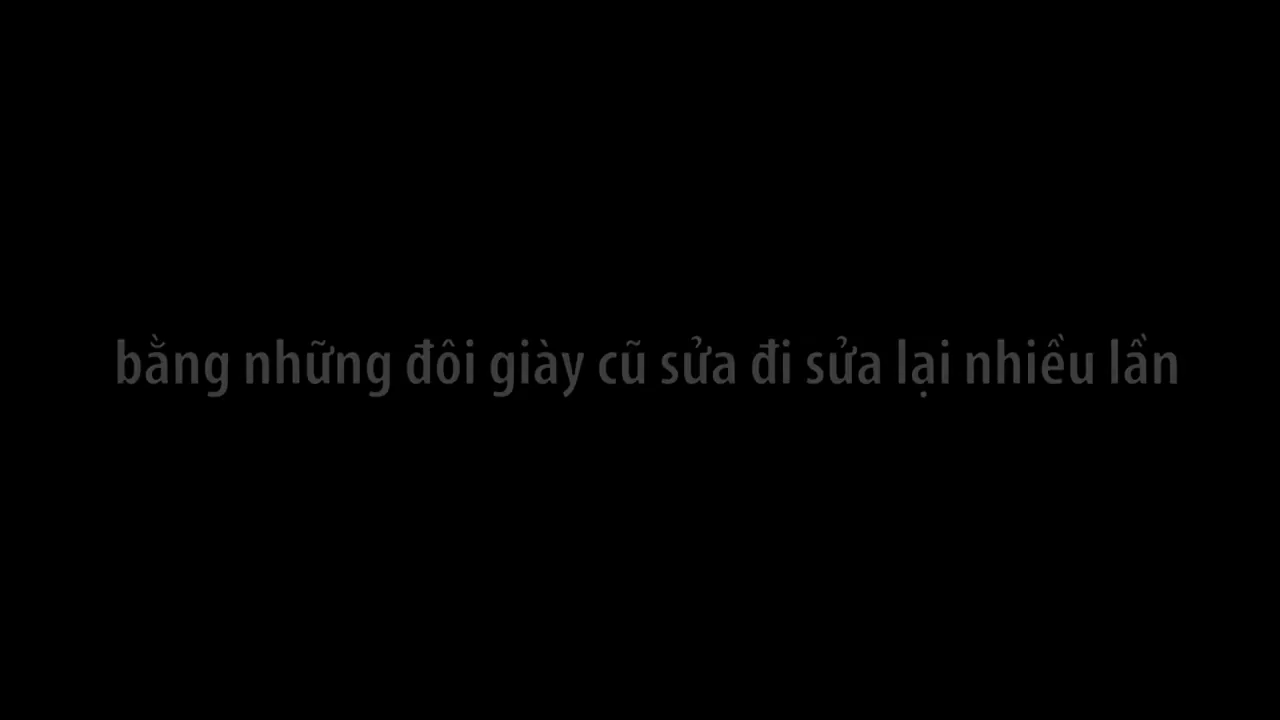 bằng những đôi giày cũ sửa đi sửa lại nhiều lần